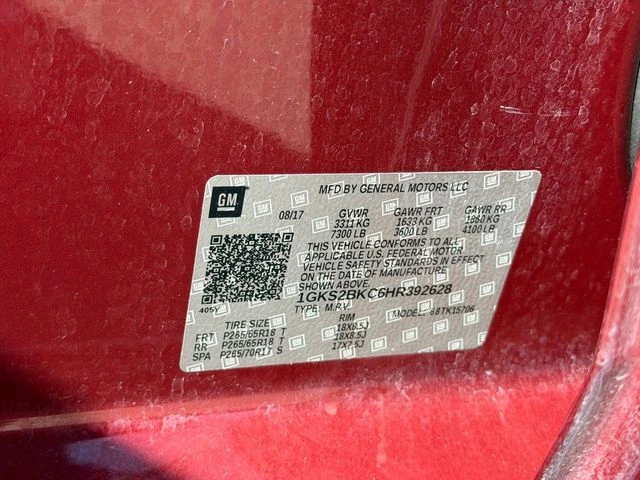 GM
MFD BY GENERAL MOTORS LLC
08/17 GVWR GAWR FRT GAWR RR
3311 KG 1633 KG 1860 KG
7300 LB 3600 LB 4100 LB
THIS VEHICLE CONFORMS TO ALL
APPLICABLE U.S. FEDERAL MOTOR
VEHICLE SAFETY STANDARDS IN EFFECT
ON THE DATE OF MANUFACTURE
SHOWN ABOVE.
1GKS2BKC6HR392628
405Y TYPE: M.P.V. MODEL: 68TK15706
TIRE SIZE RIM
FRT P265/65R18 T 18X8.5J
RR P265/65R18 T 18X8.5J
SPA P265/70R17 S 17X7.5J